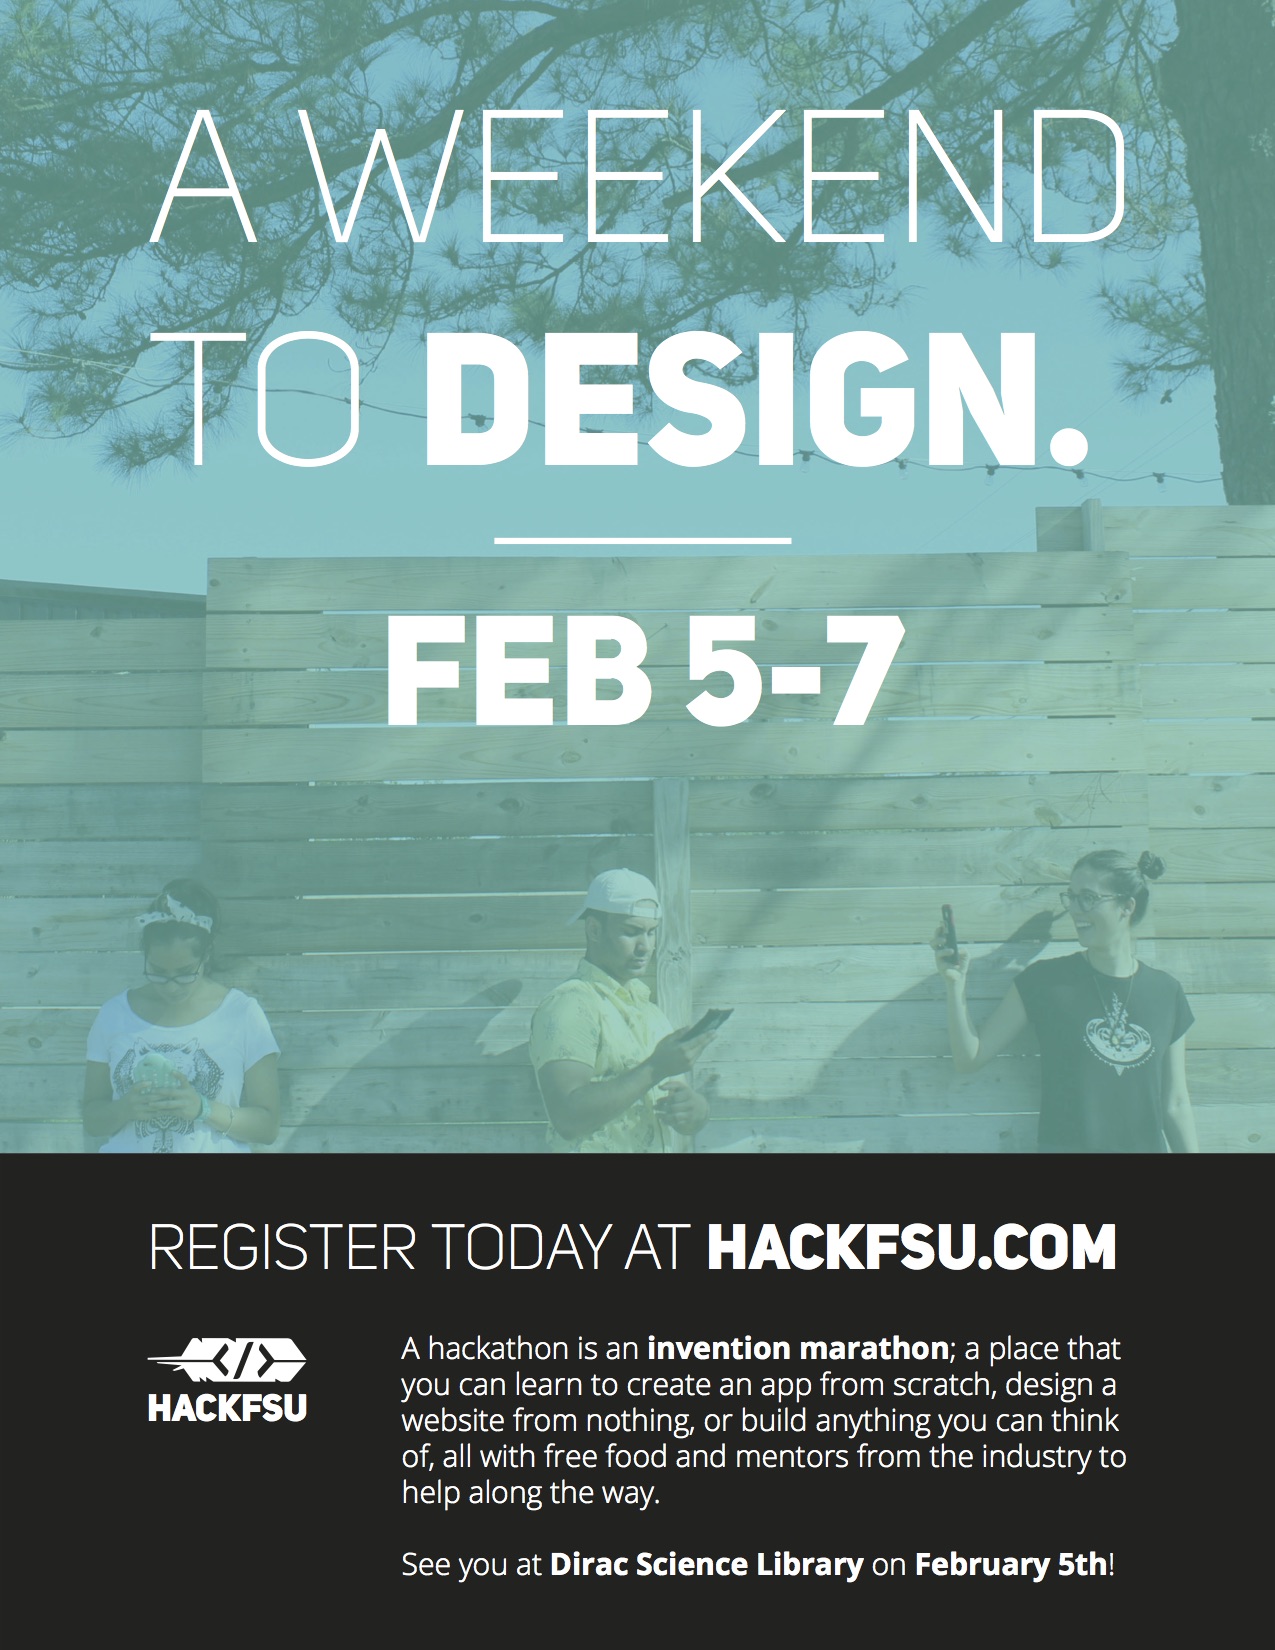 A WEEKEND
TO DESIGN.
FEB 5-7
REGISTER TODAY AT HACKFSU.COM
HACKFSU
A hackathon is an invention marathon; a place that
you can learn to create an app from scratch, design a
website from nothing, or build anything you can think
of, all with free food and mentors from the industry to
help along the way.
See you at Dirac Science Library on February 5th!